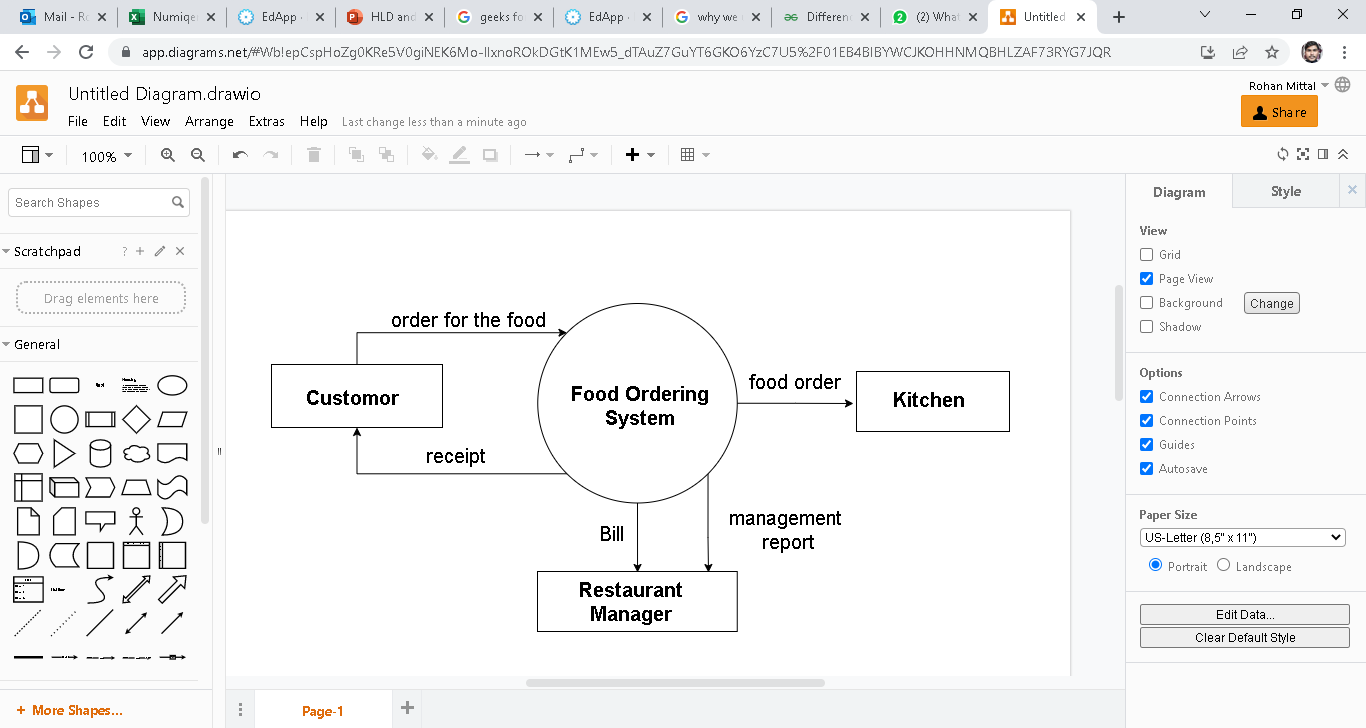 Mail - Ro
Numiqe
EdApp -
HLD and
geeks fo
EdApp -
why we
Differen
(2) What
Untitled
app.diagrams.net/#Wb!epCspHoZg0KRe5V0giNEK6Mo-IIxnoROkDGtK1MEw5_dTAuZ7GuYT6GKO6YzC7U5%2F01EB4BIBYWCJKOHHNMQBHLZAF73RYG7JQR
Untitled Diagram.drawio
Rohan Mittal
File Edit View Arrange Extras Help Last change less than a minute ago
Share
100%
Search Shapes
Scratchpad
?
Drag elements here
General
Text
Heading
More Shapes...
order for the food
Customor
receipt
Food Ordering
System
food order
Kitchen
Bill
management
report
Restaurant
Manager
Page-1
Diagram Style
View
Grid
Page View
Background Change
Shadow
Options
Connection Arrows
Connection Points
Guides
Autosave
Paper Size
US-Letter (8,5" x 11")
Portrait Landscape
Edit Data...
Clear Default Style